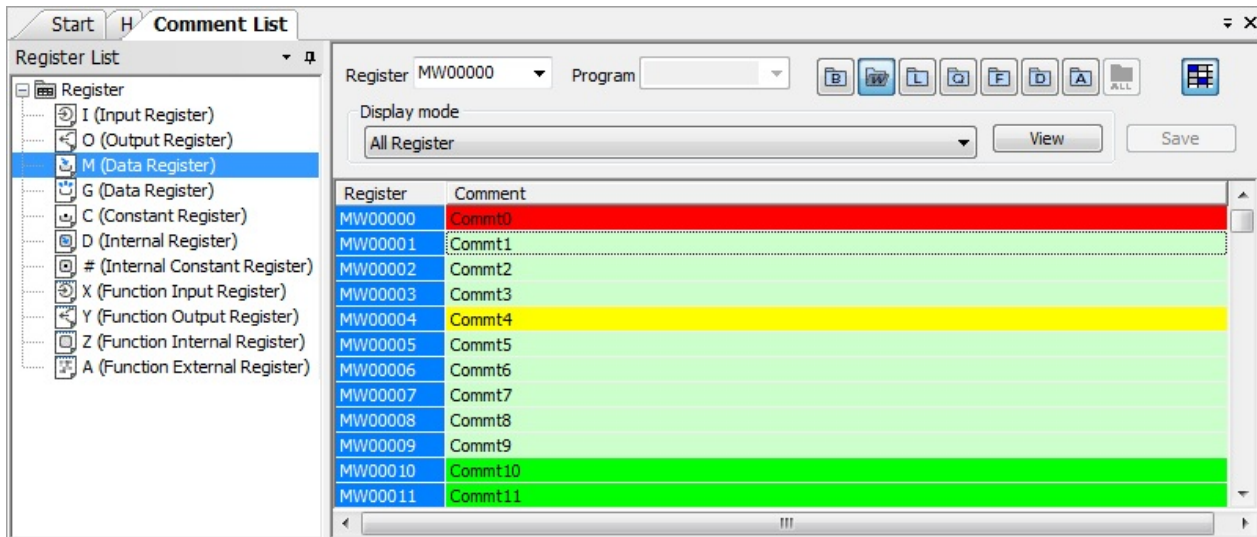 Start H Comment List
Register List
Register
I (Input Register)
O (Output Register)
M (Data Register)
G (Data Register)
C (Constant Register)
D (Internal Register)
# (Internal Constant Register)
X (Function Input Register)
Y (Function Output Register)
Z (Function Internal Register)
A (Function External Register)
Register MW00000 Program B W L Q F D A ALL
Display mode
All Register View Save
Register Comment
MW00000 Commt0
MW00001 Commt1
MW00002 Commt2
MW00003 Commt3
MW00004 Commt4
MW00005 Commt5
MW00006 Commt6
MW00007 Commt7
MW00008 Commt8
MW00009 Commt9
MW00010 Commt10
MW00011 Commt11